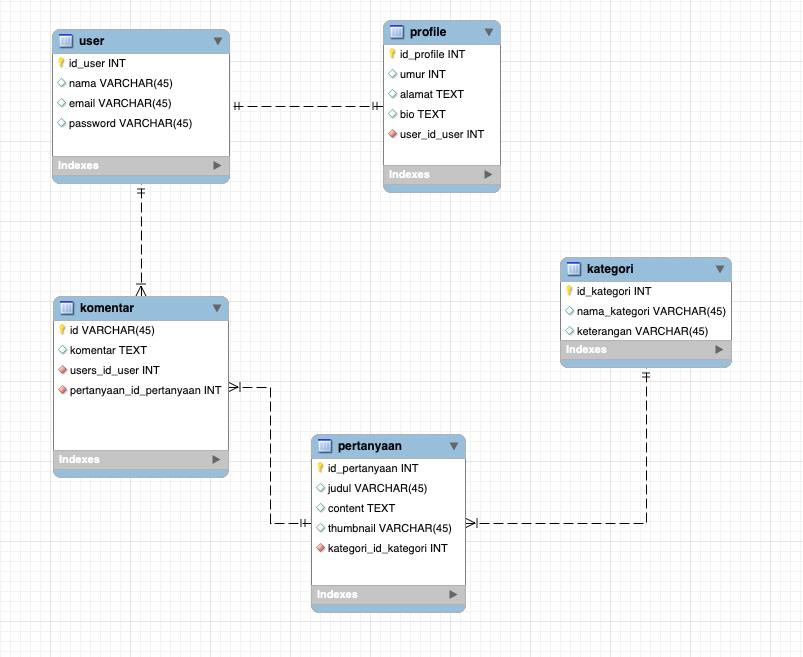 user
id_user INT
nama VARCHAR(45)
email VARCHAR(45)
password VARCHAR(45)
Indexes
profile
id_profile INT
umur INT
alamat TEXT
bio TEXT
user_id_user INT
Indexes
komentar
id VARCHAR(45)
komentar TEXT
users_id_user INT
pertanyaan_id_pertanyaan INT
Indexes
kategori
id_kategori INT
nama_kategori VARCHAR(45)
keterangan VARCHAR(45)
Indexes
pertanyaan
id_pertanyaan INT
judul VARCHAR(45)
content TEXT
thumbnail VARCHAR(45)
kategori_id_kategori INT
Indexes